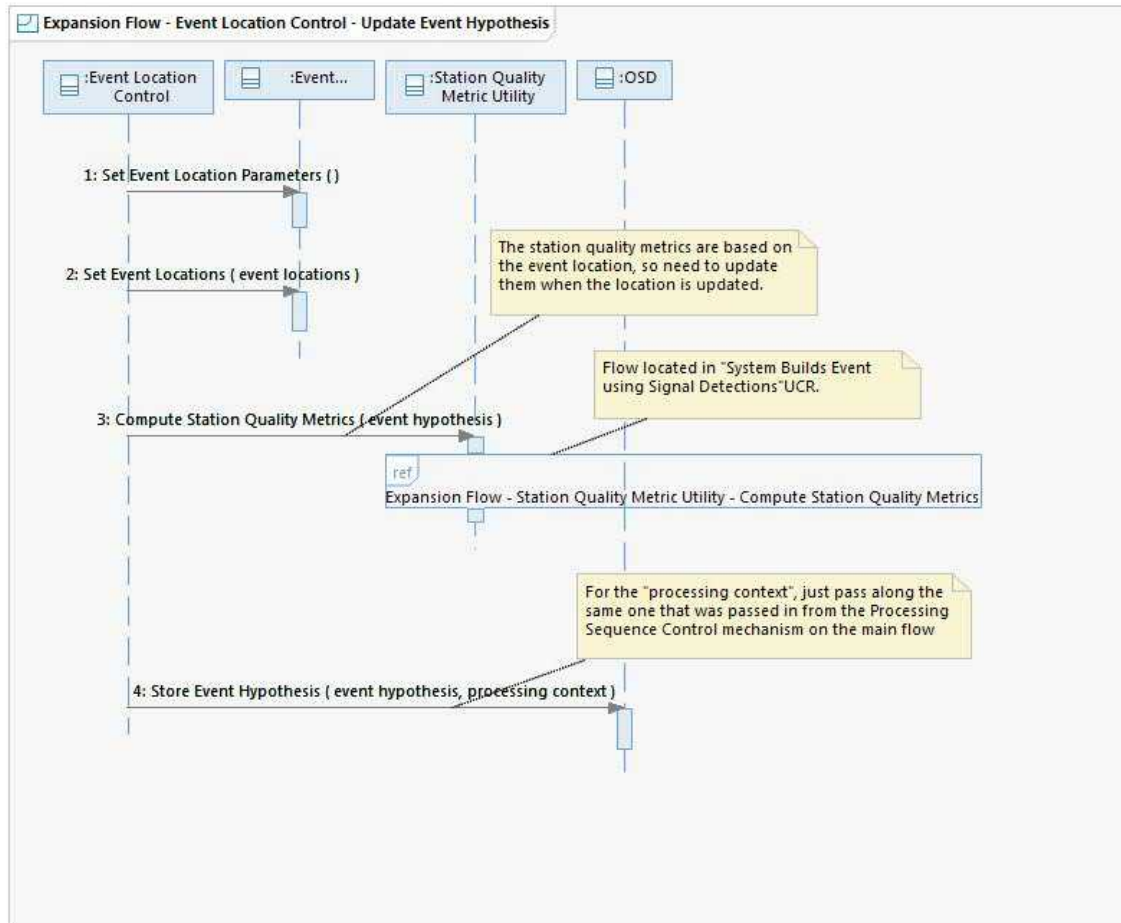 Expansion Flow - Event Location Control - Update Event Hypothesis
:Event Location
Control
:Event...
:Station Quality
Metric Utility
:OSD
1: Set Event Location Parameters ( )
2: Set Event Locations ( event locations )
The station quality metrics are based on
the event location, so need to update
them when the location is updated.
Flow located in "System Builds Event
using Signal Detections"UCR.
3: Compute Station Quality Metrics ( event hypothesis )
ref
Expansion Flow - Station Quality Metric Utility - Compute Station Quality Metrics
For the "processing context", just pass along the
same one that was passed in from the Processing
Sequence Control mechanism on the main flow
4: Store Event Hypothesis ( event hypothesis, processing context )